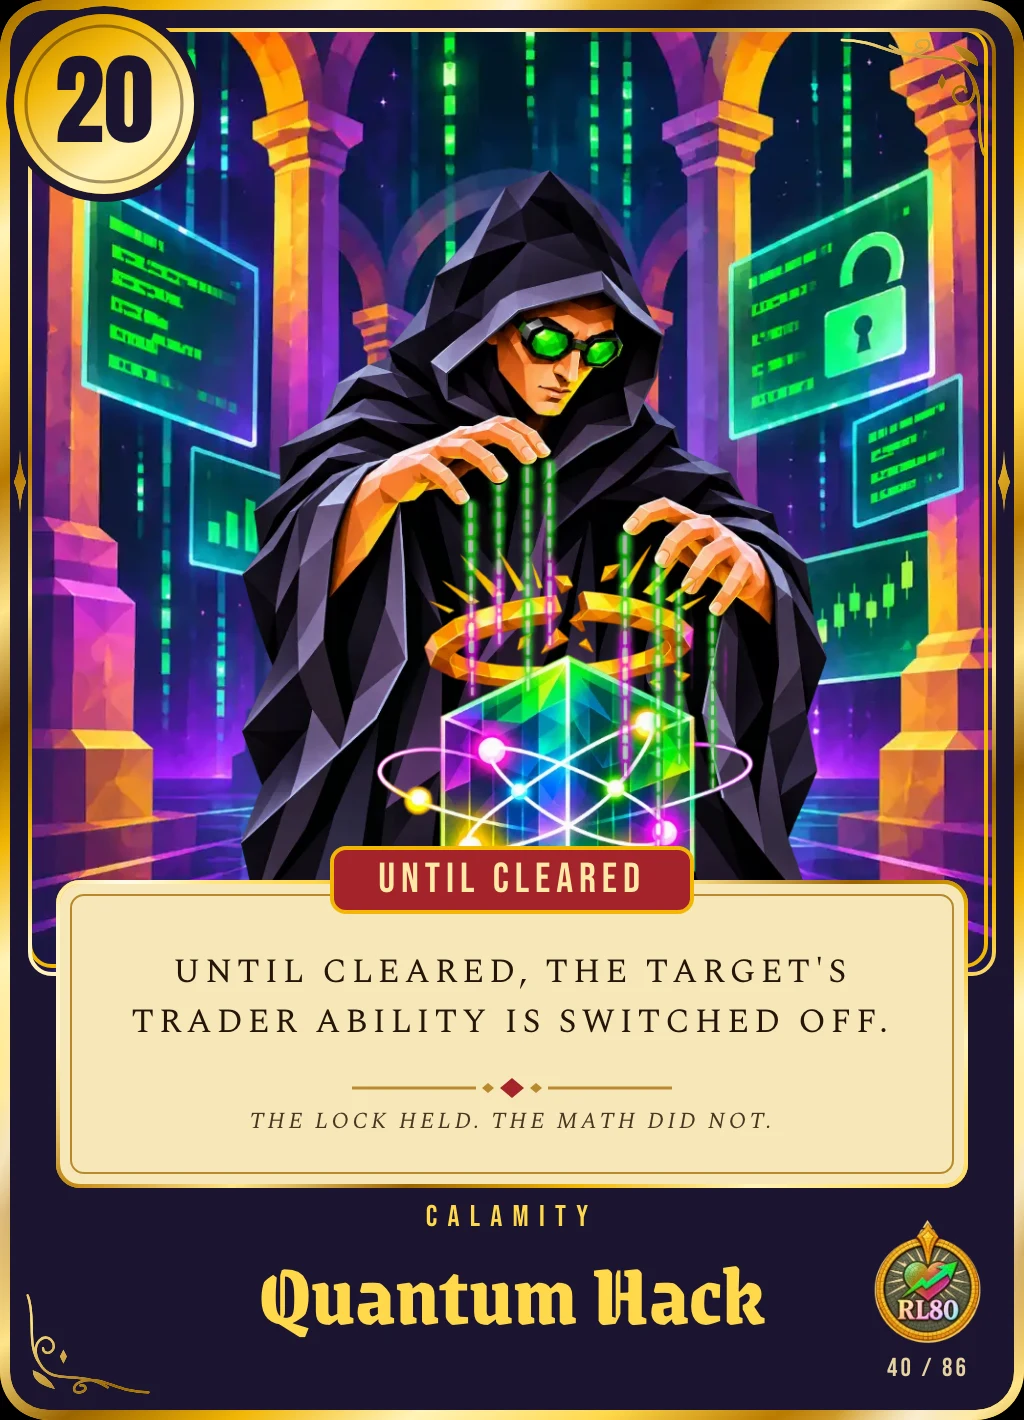 20
UNTIL CLEARED
UNTIL CLEARED, THE TARGET'S
TRADER ABILITY IS SWITCHED OFF.
THE LOCK HELD. THE MATH DID NOT.
CALAMITY
Quantum Hack
RL80
40 / 86